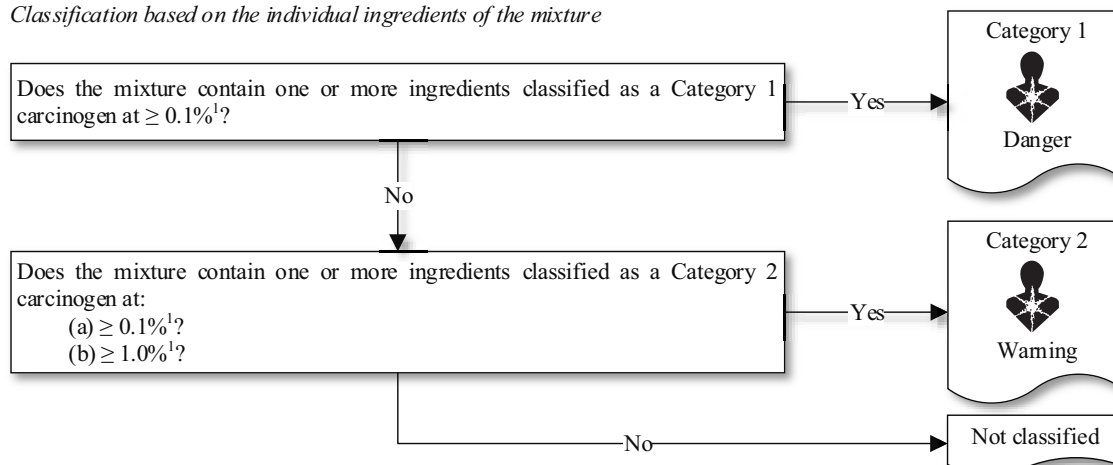 Classification based on the individual ingredients of the mixture
Category 1
Does the mixture contain one or more ingredients classified as a Category 1
carcinogen at ≥ 0.1%¹?
Yes
Danger
No
Category 2
Does the mixture contain one or more ingredients classified as a Category 2
carcinogen at:
(a) ≥ 0.1%¹?
(b) ≥ 1.0%¹?
Yes
Warning
No
Not classified